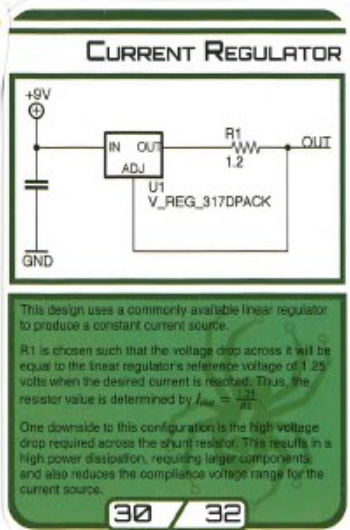 CURRENT REGULATOR
+9V
IN OUT
ADJ
R1
1.2
OUT
U1
V_REG_317DPACK
GND
This design uses a commonly available linear regulator
to produce a constant current source.
R1 is chosen such that the voltage drop across it will be
equal to the linear regulator's reference voltage of 1.25
volts when the desired current is reached. Thus, the
resistor value is determined by I_out = 1.25/R1
One downside to this configuration is the high voltage
drop required across the shunt resistor. This results in a
high power dissipation, requiring larger components,
and also reduces the compliance voltage range for the
current source.
30 / 32